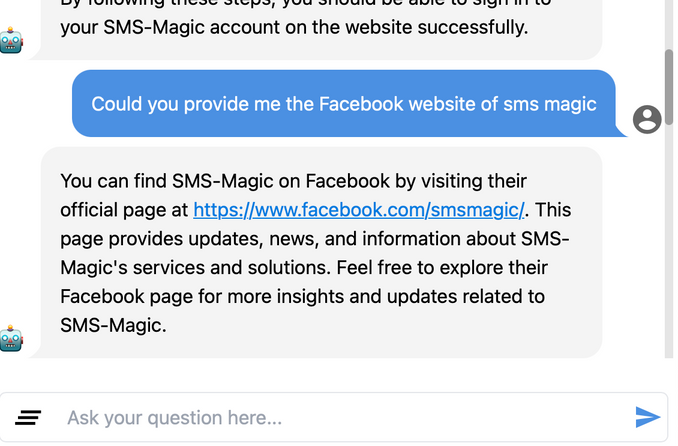 By following these steps, you should be able to sign in to
your SMS-Magic account on the website successfully.
Could you provide me the Facebook website of sms magic
You can find SMS-Magic on Facebook by visiting their
official page at https://www.facebook.com/smsmagic/. This
page provides updates, news, and information about SMS-
Magic's services and solutions. Feel free to explore their
Facebook page for more insights and updates related to
SMS-Magic.
Ask your question here...